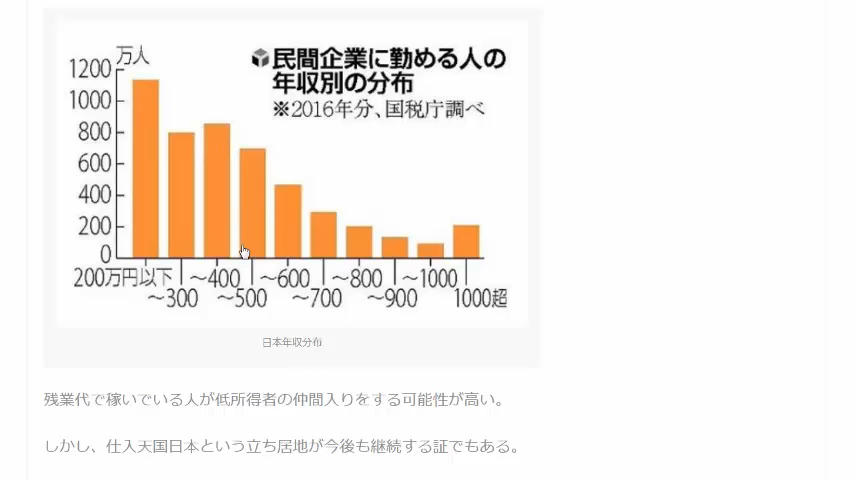 万人
民間企業に勤める人の
年収別の分布
※2016年分、国税庁調べ
1200
1000
800
600
400
200
0
200万円以下 ～400 ～600 ～800 ～1000
～300 ～500 ～700 ～900 1000超
日本年収分布
残業代で稼いでいる人が低所得者の仲間入りをする可能性が高い。
しかし、仕入天国日本という立ち居地が今後も継続する証でもある。